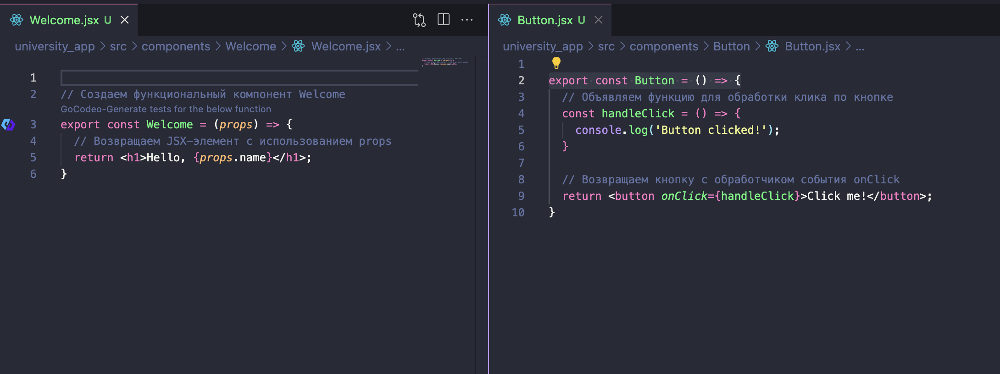 Welcome.jsx U
university_app > src > components > Welcome > Welcome.jsx > ...
1
2 // Создаем функциональный компонент Welcome
GoCodeo-Generate tests for the below function
3 export const Welcome = (props) => {
4 // Возвращаем JSX-элемент с использованием props
5 return <h1>Hello, {props.name}</h1>;
6 }
Button.jsx U
university_app > src > components > Button > Button.jsx > ...
1
2 export const Button = () => {
3 // Объявляем функцию для обработки клика по кнопке
4 const handleClick = () => {
5 console.log('Button clicked!');
6 }
7
8 // Возвращаем кнопку с обработчиком события onClick
9 return <button onClick={handleClick}>Click me!</button>;
10 }